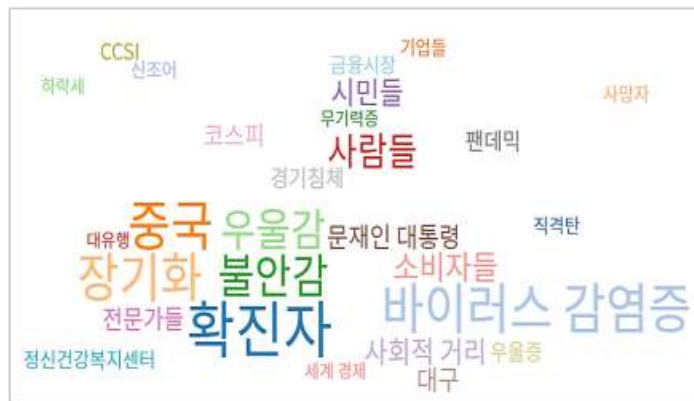 CCSI
기업들
신조어
금융시장
하락세
시민들
사망자
무기력증
코스피
사람들
팬데믹
경기침체
중국
우울감
문재인 대통령
직격탄
대유행
장기화
불안감
소비자들
바이러스 감염증
전문가들
확진자
사회적 거리
우울증
정신건강복지센터
세계 경제
대구